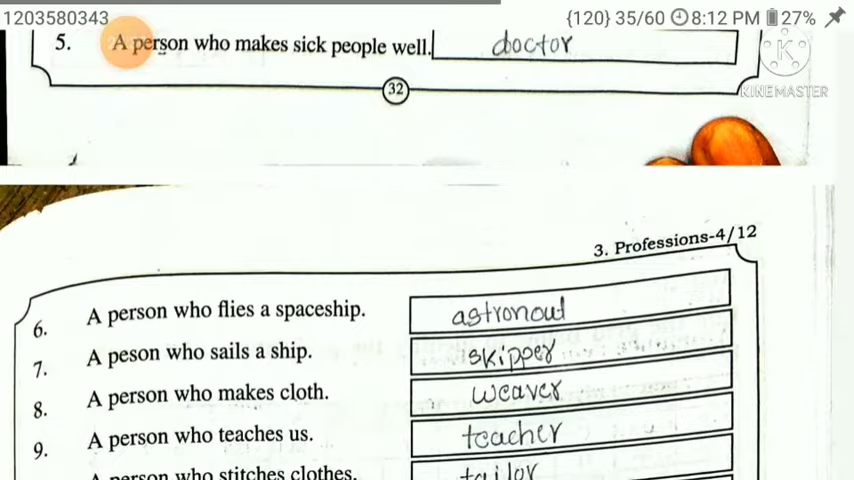 1203580343 {120} 35/60 8:12 PM 27%
5. A person who makes sick people well. doctor
K
KINEMASTER
32
3. Professions-4/12
6. A person who flies a spaceship. astronout
7. A peson who sails a ship. skipper
8. A person who makes cloth. weaver
9. A person who teaches us. teacher
A person who stitches clothes. tailor